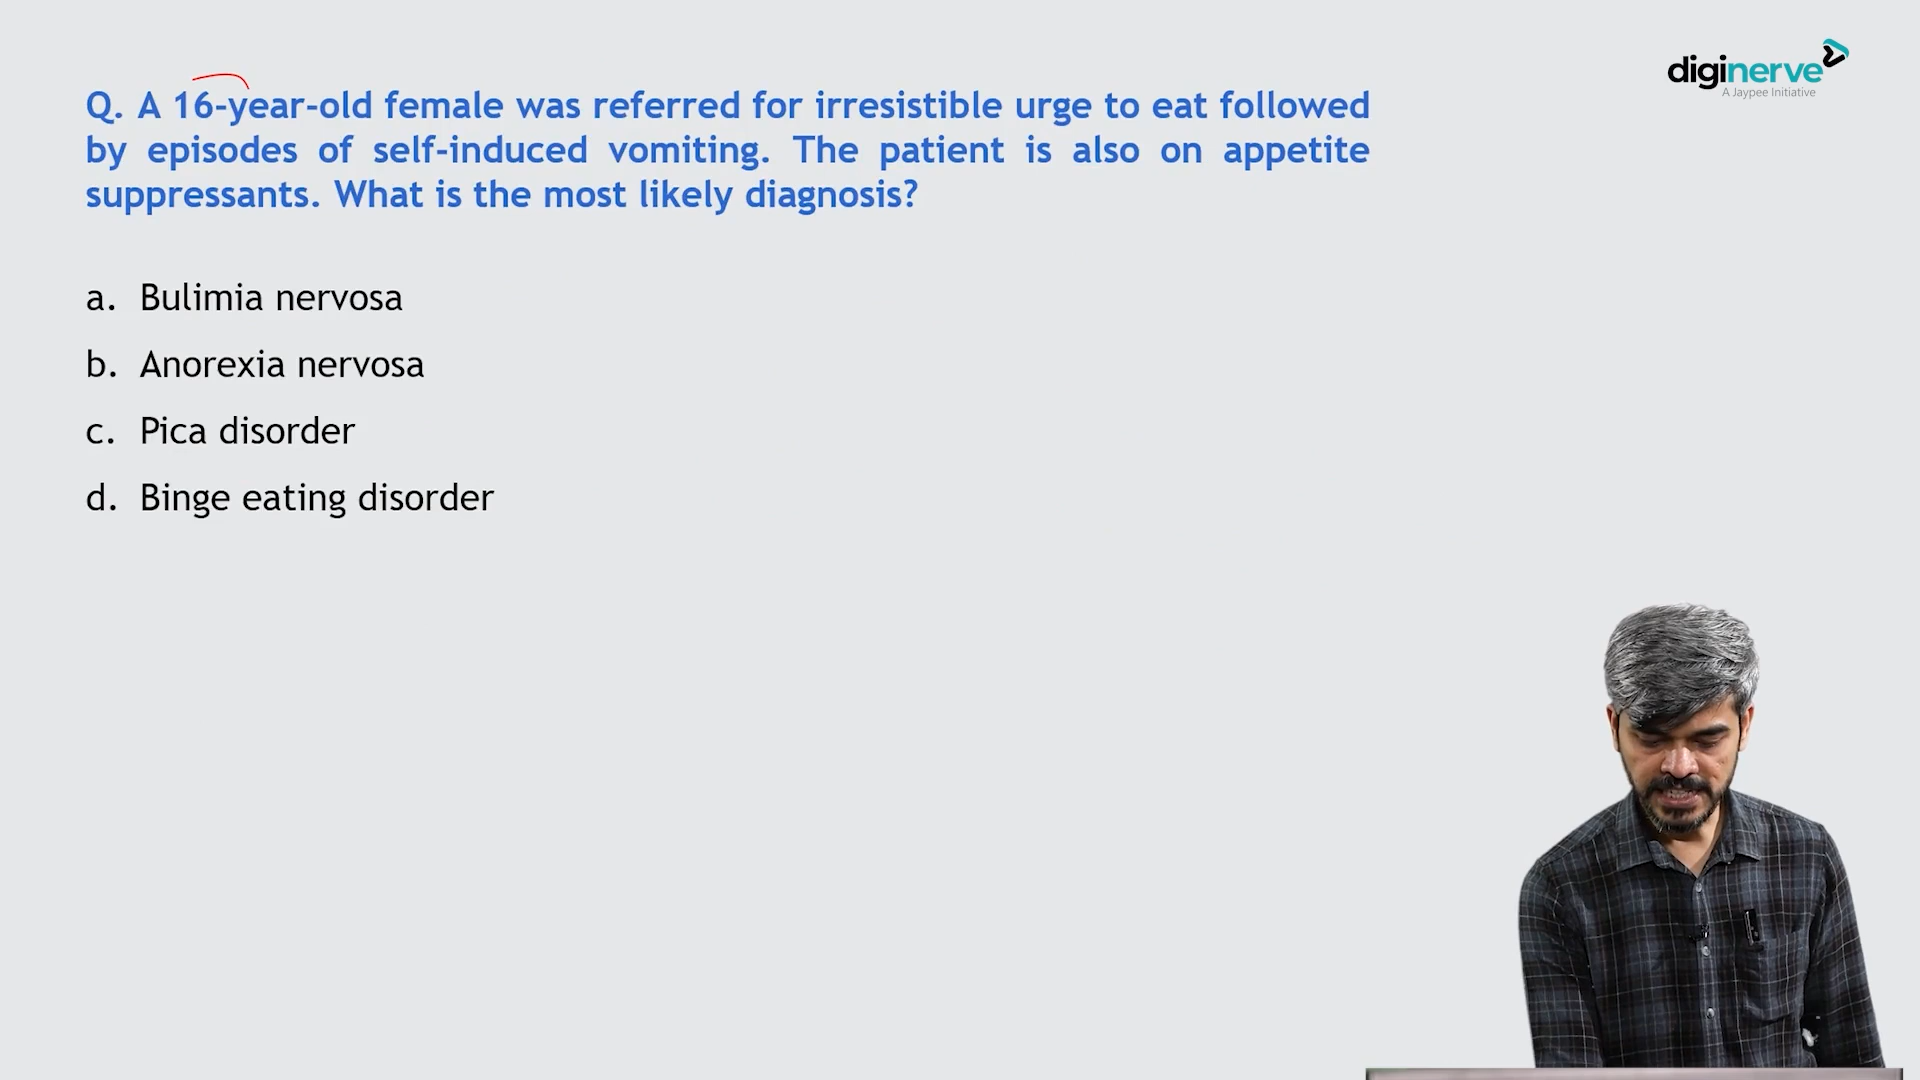 diginerve
A Jaypee Initiative
Q. A 16-year-old female was referred for irresistible urge to eat followed
by episodes of self-induced vomiting. The patient is also on appetite
suppressants. What is the most likely diagnosis?
a. Bulimia nervosa
b. Anorexia nervosa
c. Pica disorder
d. Binge eating disorder